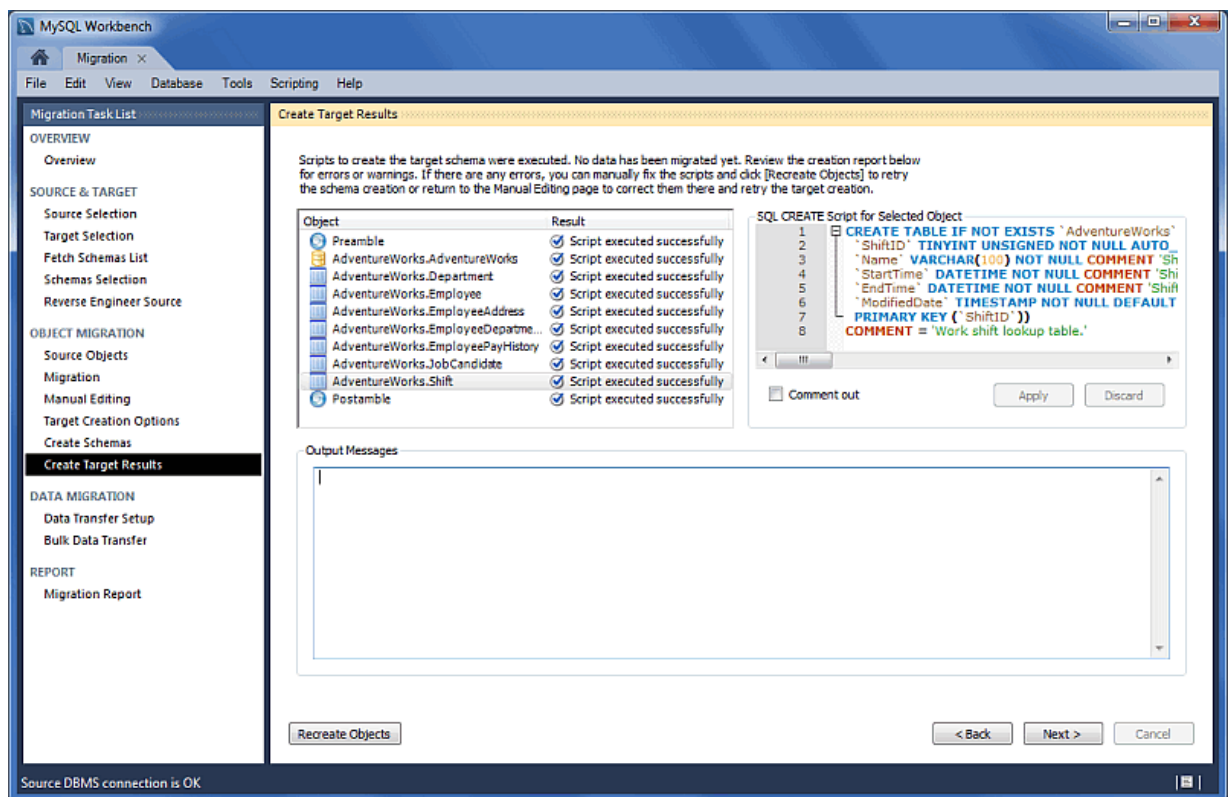 MySQL Workbench
Migration ×
File Edit View Database Tools Scripting Help
Migration Task List
OVERVIEW
Overview
SOURCE & TARGET
Source Selection
Target Selection
Fetch Schemas List
Schemas Selection
Reverse Engineer Source
OBJECT MIGRATION
Source Objects
Migration
Manual Editing
Target Creation Options
Create Schemas
Create Target Results
DATA MIGRATION
Data Transfer Setup
Bulk Data Transfer
REPORT
Migration Report
Create Target Results
Scripts to create the target schema were executed. No data has been migrated yet. Review the creation report below
for errors or warnings. If there are any errors, you can manually fix the scripts and click [Recreate Objects] to retry
the schema creation or return to the Manual Editing page to correct them there and retry the target creation.
Object Result
Preamble Script executed successfully
AdventureWorks.AdventureWorks Script executed successfully
AdventureWorks.Department Script executed successfully
AdventureWorks.Employee Script executed successfully
AdventureWorks.EmployeeAddress Script executed successfully
AdventureWorks.EmployeeDepartme... Script executed successfully
AdventureWorks.EmployeePayHistory Script executed successfully
AdventureWorks.JobCandidate Script executed successfully
AdventureWorks.Shift Script executed successfully
Postamble Script executed successfully
SQL CREATE Script for Selected Object
1 CREATE TABLE IF NOT EXISTS `AdventureWorks`
2 `ShiftID` TINYINT UNSIGNED NOT NULL AUTO_
3 `Name` VARCHAR(100) NOT NULL COMMENT 'Sh
4 `StartTime` DATETIME NOT NULL COMMENT 'Shi
5 `EndTime` DATETIME NOT NULL COMMENT 'Shift
6 `ModifiedDate` TIMESTAMP NOT NULL DEFAULT
7 PRIMARY KEY (`ShiftID`))
8 COMMENT = 'Work shift lookup table.'
Comment out Apply Discard
Output Messages
Recreate Objects < Back Next > Cancel
Source DBMS connection is OK